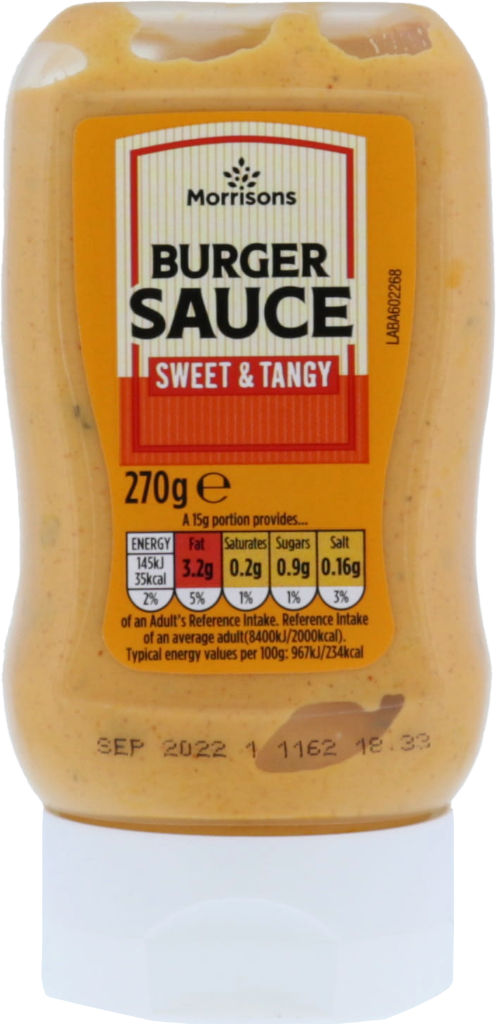 Morrisons
BURGER
SAUCE
SWEET & TANGY
LABA602268
270g ℮
A 15g portion provides...
ENERGY Fat Saturates Sugars Salt
145kJ
35kcal 3.2g 0.2g 0.9g 0.16g
2% 5% 1% 1% 3%
of an Adult's Reference Intake. Reference Intake
of an average adult(8400kJ/2000kcal).
Typical energy values per 100g: 967kJ/234kcal
SEP 2022 1 1162 18:33